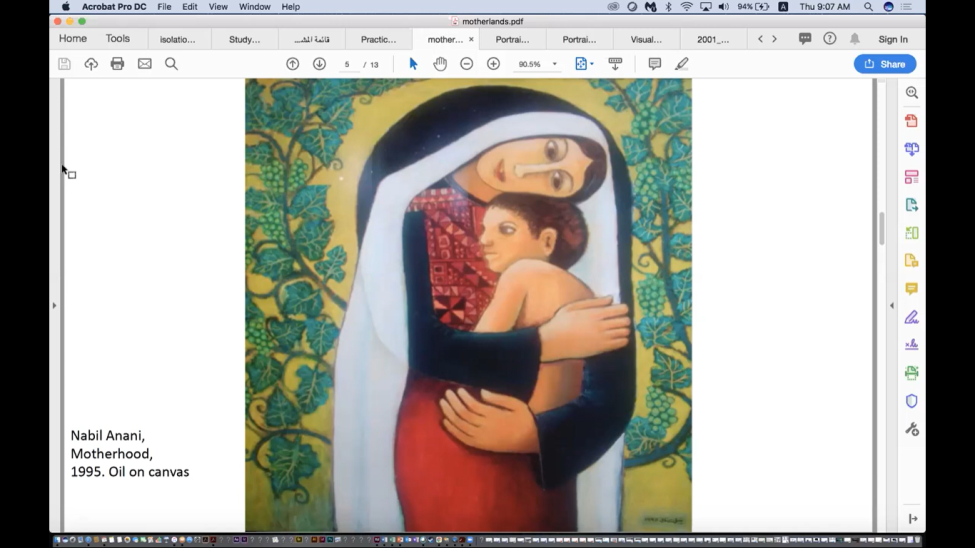 Acrobat Pro DC File Edit View Window Help
94% Thu 9:07 AM
motherlands.pdf
Home Tools isolatio... Study... قائمة المش... Practic... mother... × Portrai... Portrai... Visual... 2001_... Sign In
5 / 13 90.5% Share
Nabil Anani,
Motherhood,
1995. Oil on canvas